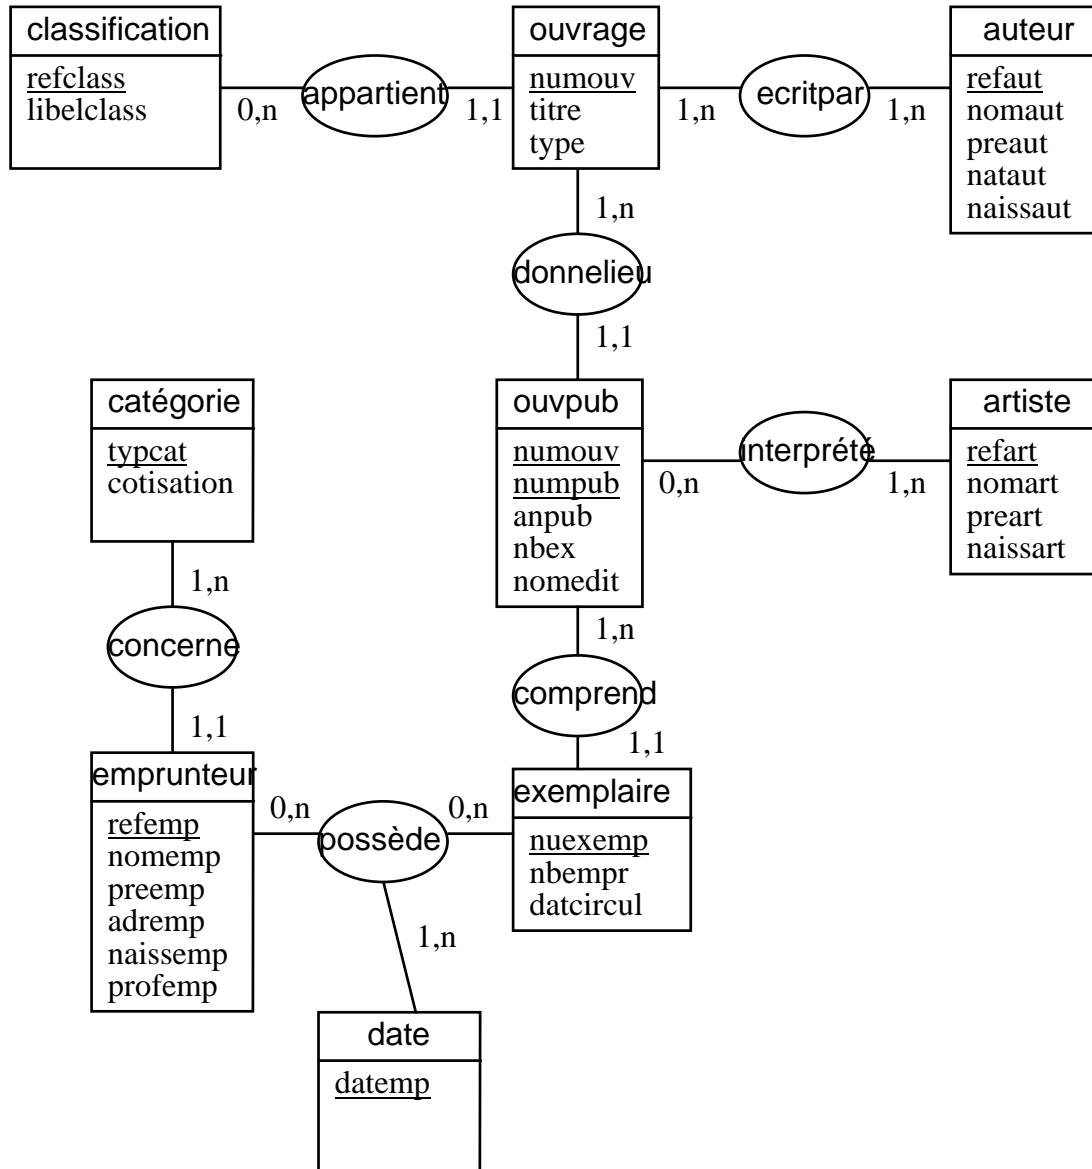 classification
refclass
libelclass
0,n
appartient
1,1
ouvrage
numouv
titre
type
1,n
ecritpar
1,n
auteur
refaut
nomaut
preaut
nataut
naissaut
1,n
donnelieu
1,1
catégorie
typcat
cotisation
ouvpub
numouv
numpub
anpub
nbex
nomedit
0,n
interprété
1,n
artiste
refart
nomart
preart
naissart
1,n
concerne
1,1
1,n
comprend
1,1
emprunteur
refemp
nomemp
preemp
adremp
naissemp
profemp
0,n
possède
0,n
exemplaire
nuexemp
nbempr
datcircul
1,n
date
datemp